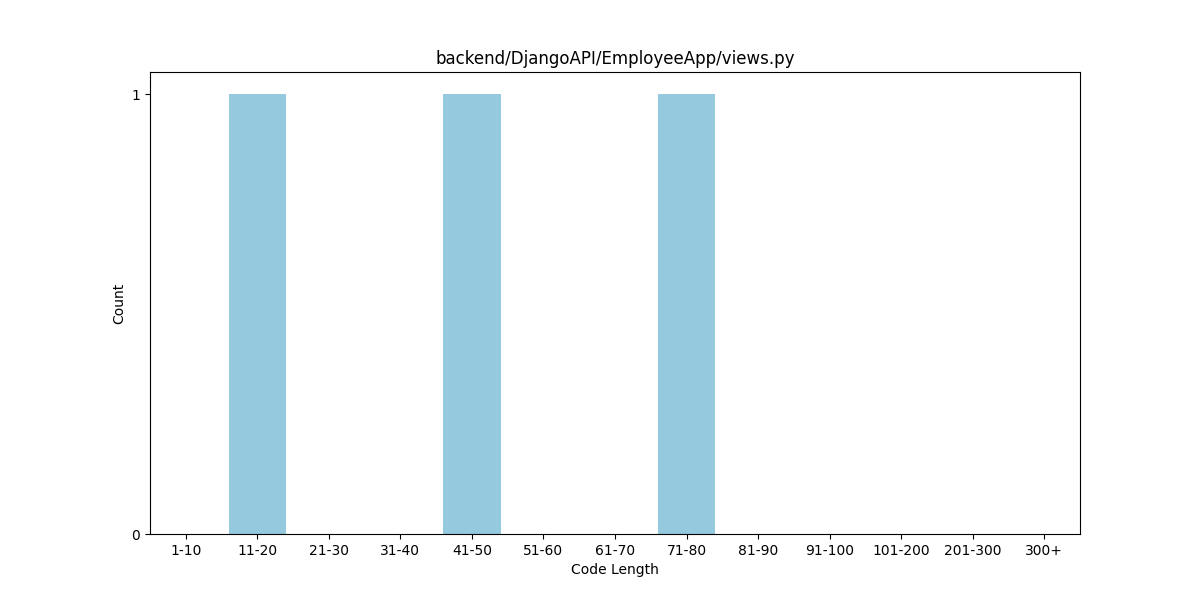 backend/DjangoAPI/EmployeeApp/views.py
1
Count
0
1-10 11-20 21-30 31-40 41-50 51-60 61-70 71-80 81-90 91-100 101-200 201-300 300+
Code Length